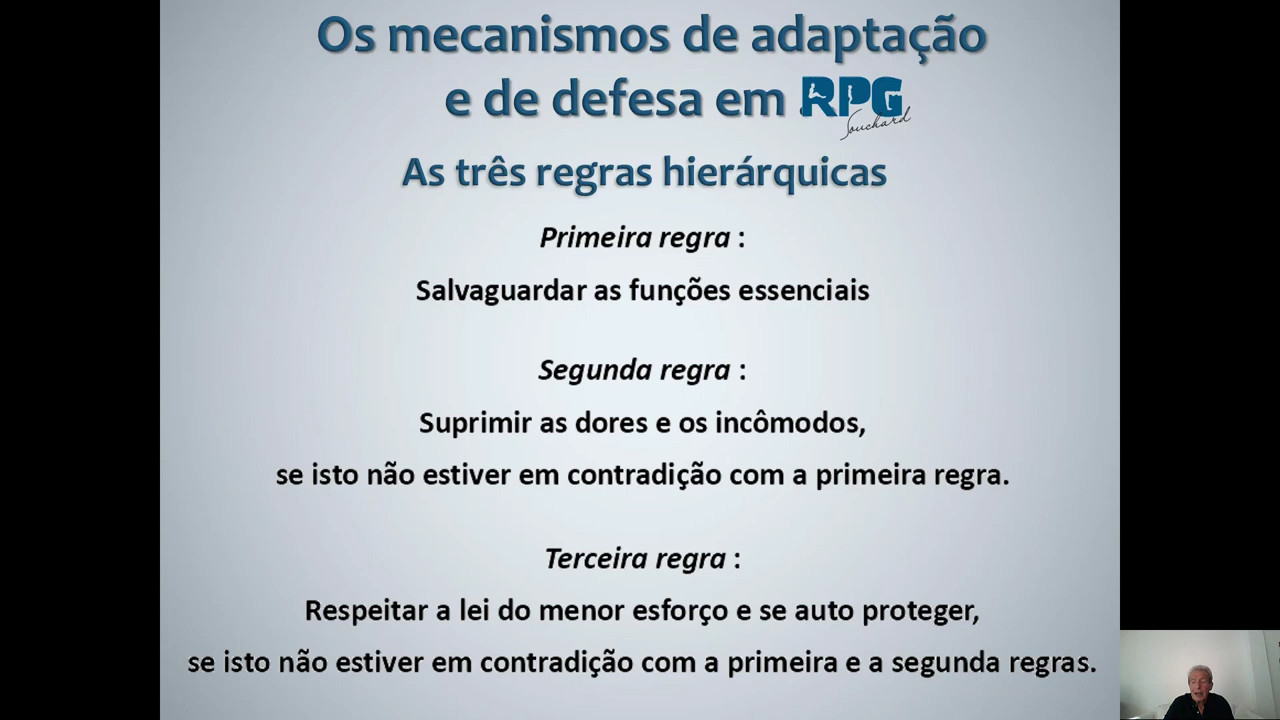 Os mecanismos de adaptação
e de defesa em RPG
Souchard
As três regras hierárquicas
Primeira regra :
Salvaguardar as funções essenciais
Segunda regra :
Suprimir as dores e os incômodos,
se isto não estiver em contradição com a primeira regra.
Terceira regra :
Respeitar a lei do menor esforço e se auto proteger,
se isto não estiver em contradição com a primeira e a segunda regras.